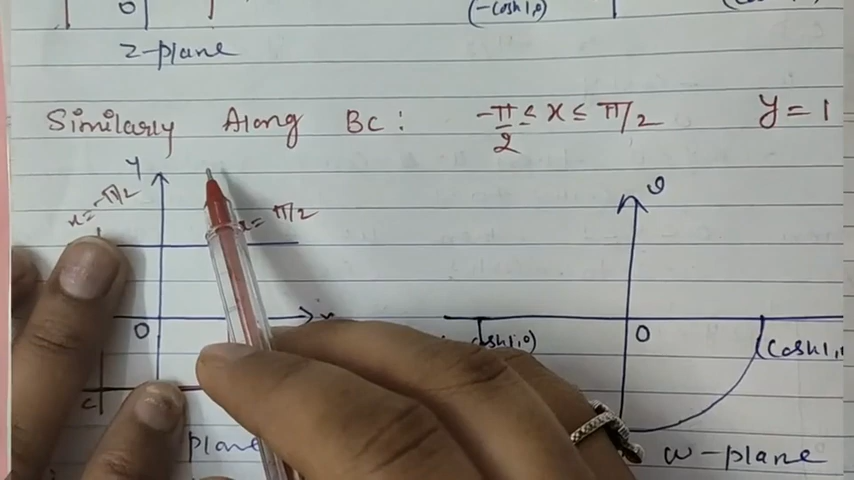 0
(-cosh1,0)
z-plane
Similarly Along BC: -π/2 ≤ x ≤ π/2 y = 1
y
x = -π/2
π/2
0
0
(cosh1,
c
plane
w-plane